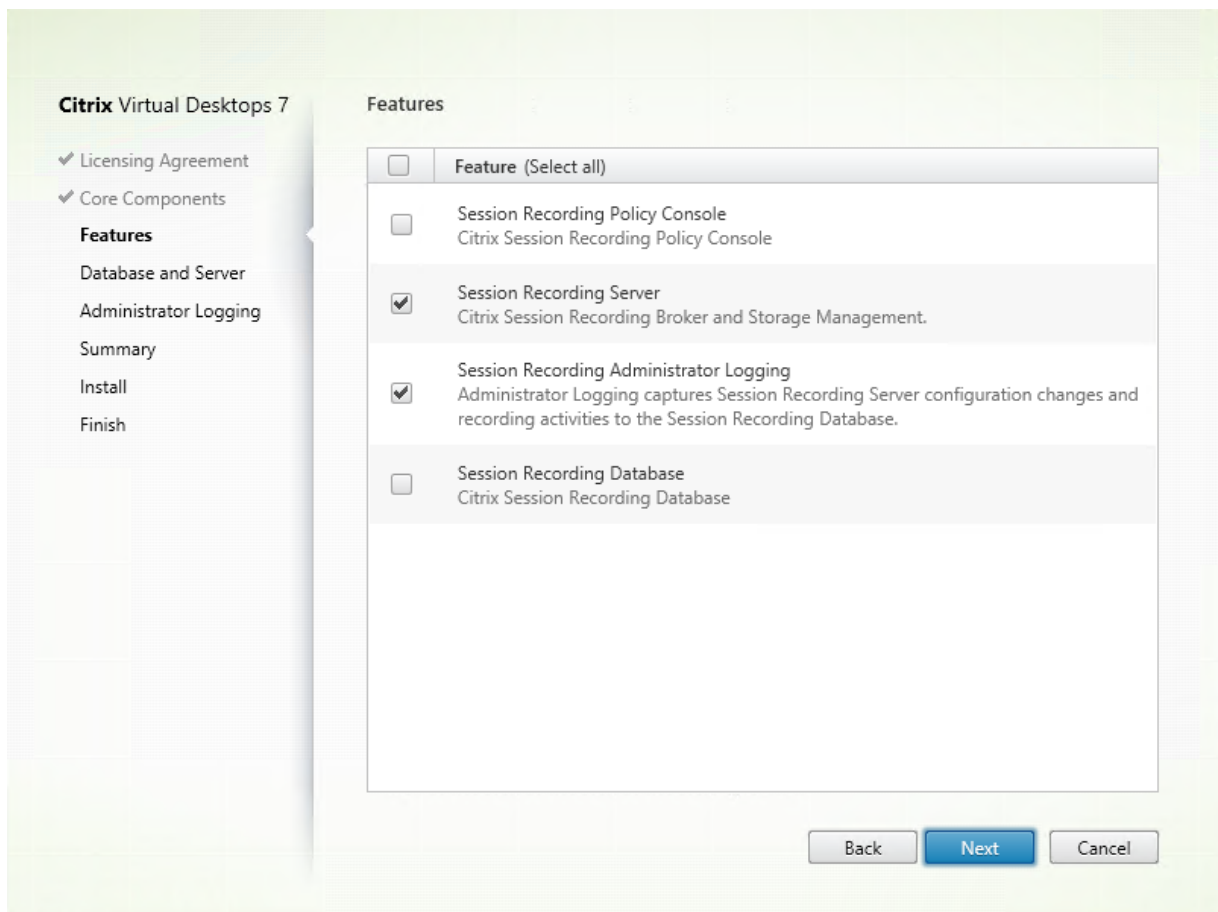 Citrix Virtual Desktops 7
Licensing Agreement
Core Components
Features
Database and Server
Administrator Logging
Summary
Install
Finish
Features
Feature (Select all)
Session Recording Policy Console
Citrix Session Recording Policy Console
Session Recording Server
Citrix Session Recording Broker and Storage Management.
Session Recording Administrator Logging
Administrator Logging captures Session Recording Server configuration changes and
recording activities to the Session Recording Database.
Session Recording Database
Citrix Session Recording Database
Back
Next
Cancel